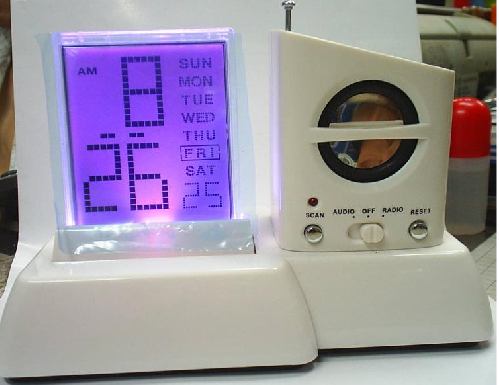 AM 8
26
SUN
MON
TUE
WED
THU
FRI
SAT
25
SCAN AUDIO OFF RADIO RESET